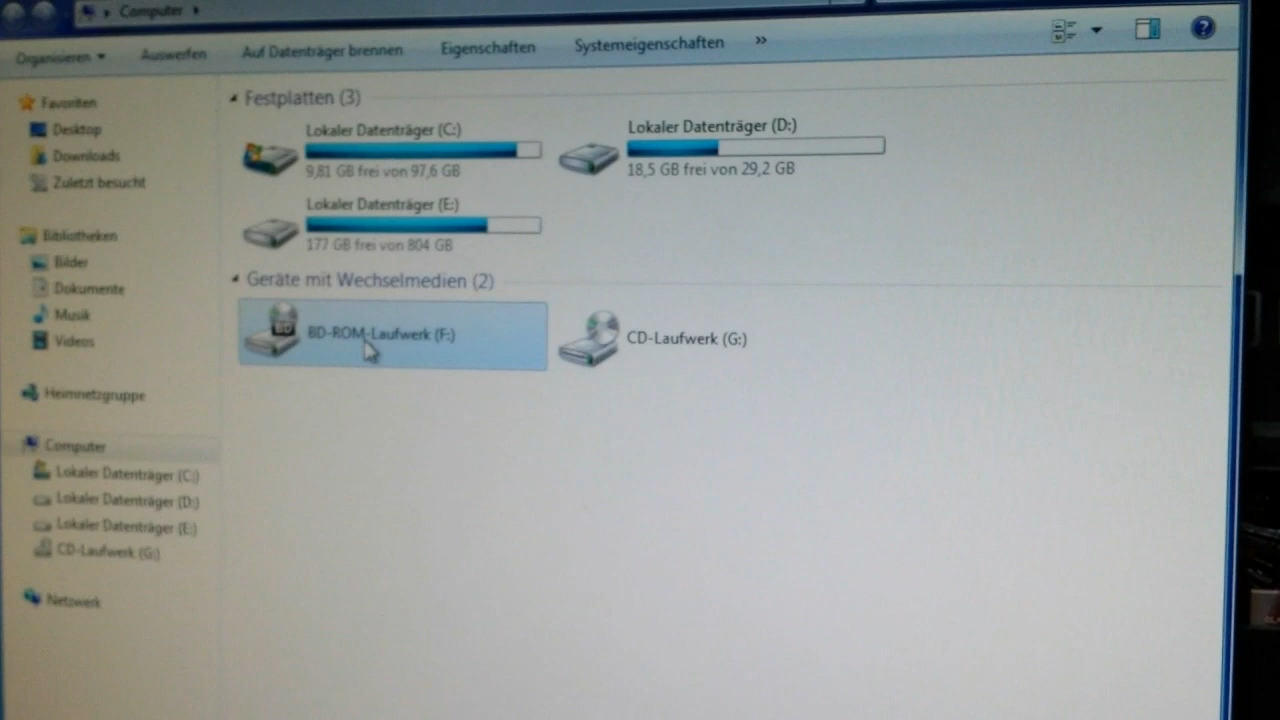 Computer
Organisieren Auswerfen Auf Datenträger brennen Eigenschaften Systemeigenschaften »
Favoriten
Desktop
Downloads
Zuletzt besucht
Bibliotheken
Bilder
Dokumente
Musik
Videos
Heimnetzgruppe
Computer
Lokaler Datenträger (C:)
Lokaler Datenträger (D:)
Lokaler Datenträger (E:)
CD-Laufwerk (G:)
Netzwerk
Festplatten (3)
Lokaler Datenträger (C:)
9,81 GB frei von 97,6 GB
Lokaler Datenträger (D:)
18,5 GB frei von 29,2 GB
Lokaler Datenträger (E:)
177 GB frei von 804 GB
Geräte mit Wechselmedien (2)
BD
BD-ROM-Laufwerk (F:)
CD-Laufwerk (G:)